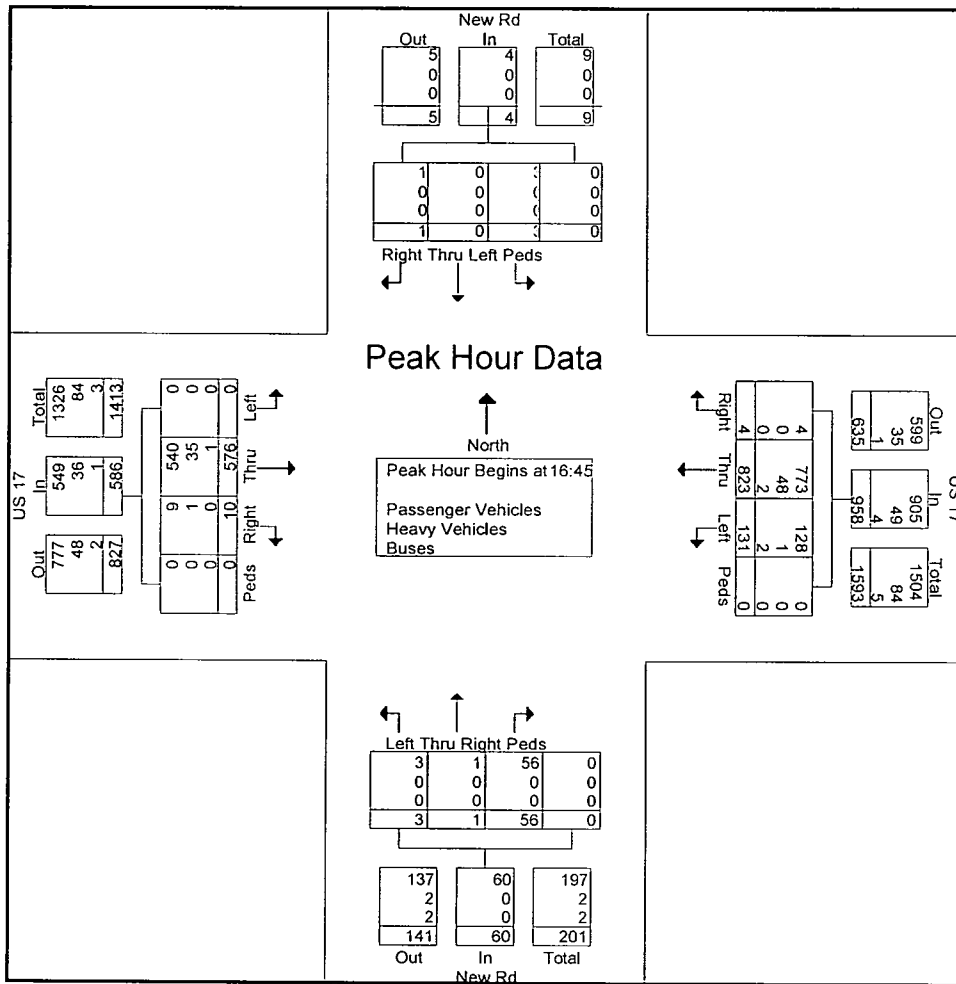 New Rd
Out In Total
5 4 9
0 0 0
0 0 0
5 4 9
1 0 0
0 0 0
0 0 0
1 0 0
Right Thru Left Peds
Peak Hour Data
North
Peak Hour Begins at 16:45
Passenger Vehicles
Heavy Vehicles
Buses
US 17
Total In Out
1326 549 777
84 36 48
3 1 2
1413 586 827
0 540 9 0
0 35 1 0
0 1 0 0
0 576 10 0
Left Thru Right Peds
US 17
Out In Total
599 905 1504
35 49 84
1 4 5
635 958 1593
4 773 128 0
0 48 1 0
0 2 2 0
4 823 131 0
Right Thru Left Peds
Left Thru Right Peds
3 1 56 0
0 0 0 0
0 0 0 0
3 1 56 0
137 60 197
2 0 2
2 0 2
141 60 201
Out In Total
New Rd